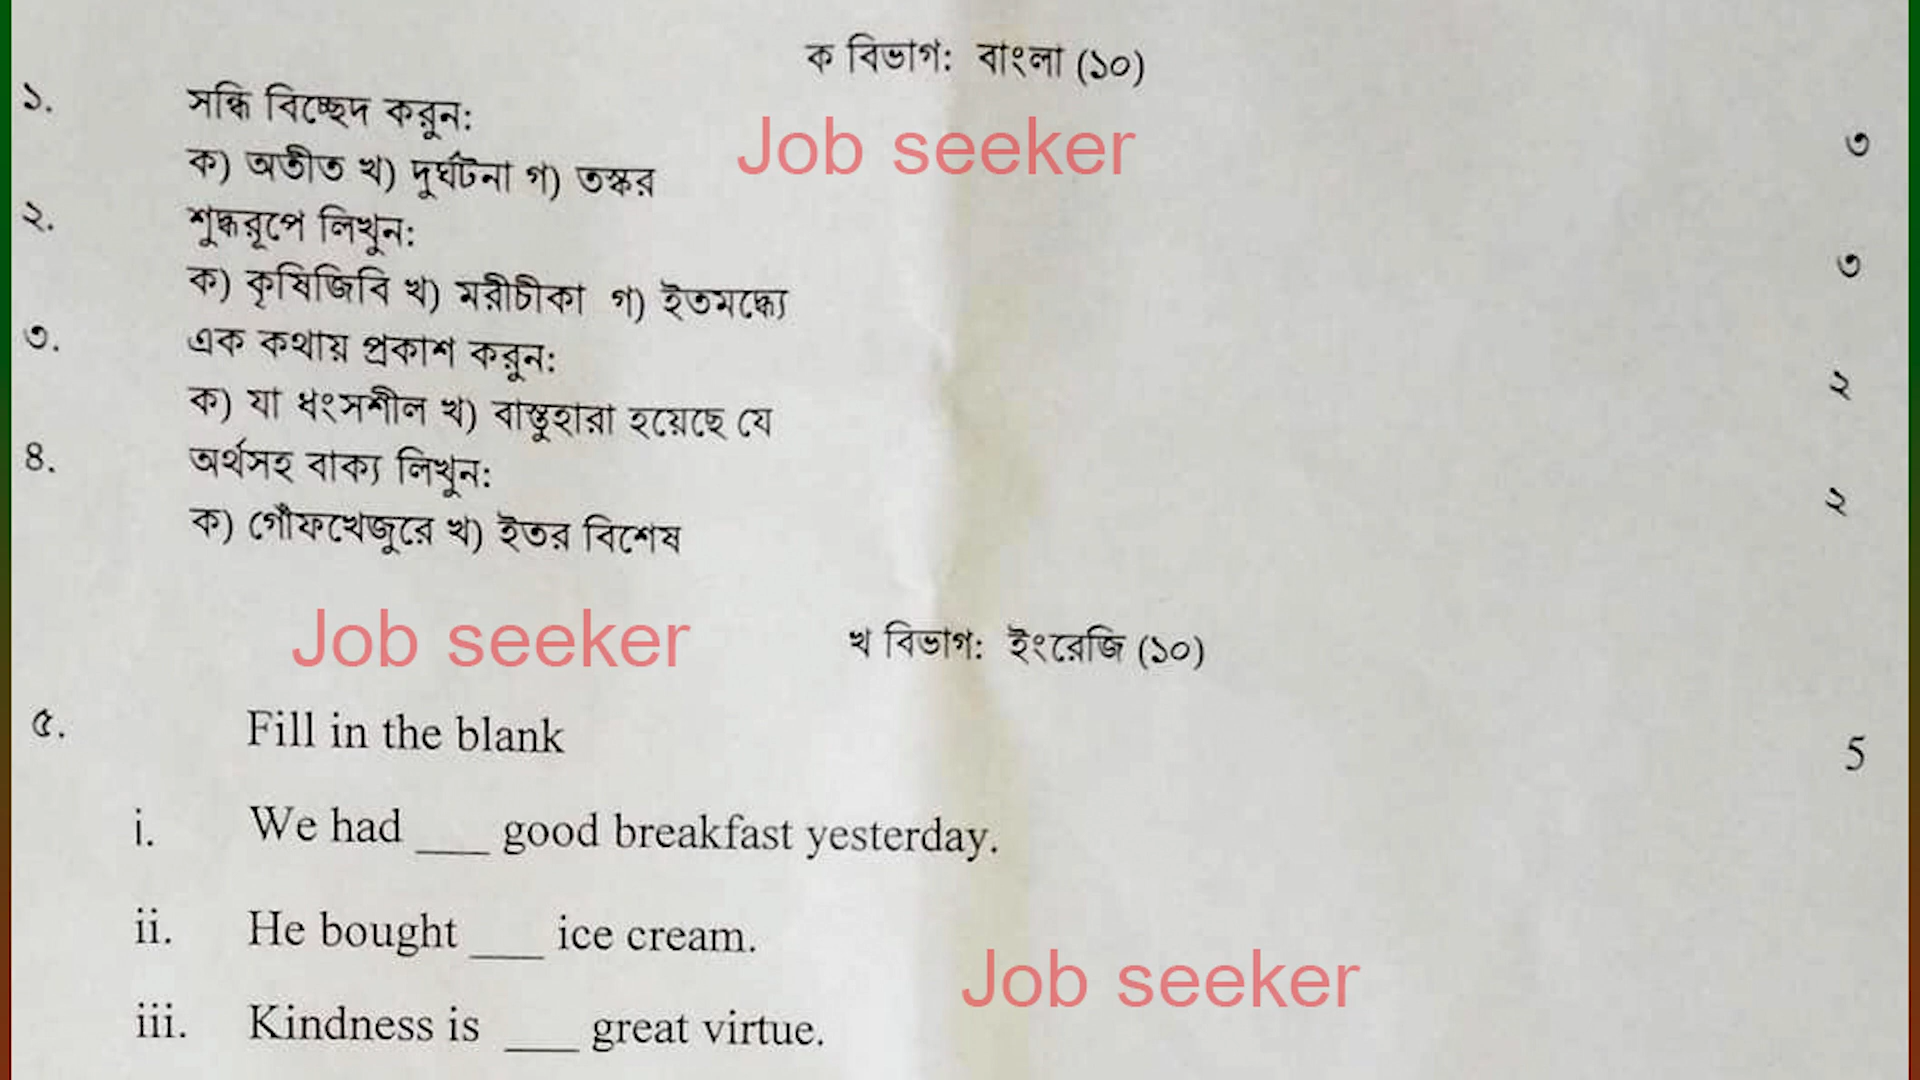 ক বিভাগ: বাংলা (১০)
১. সন্ধি বিচ্ছেদ করুন:
Job seeker
ক) অতীত খ) দুর্ঘটনা গ) তস্কর ৩
২. শুদ্ধরূপে লিখুন:
ক) কৃষিজিবি খ) মরীচীকা গ) ইতমদ্ধ্যে ৩
৩. এক কথায় প্রকাশ করুন:
ক) যা ধংসশীল খ) বাস্তুহারা হয়েছে যে ২
৪. অর্থসহ বাক্য লিখুন:
ক) গোঁফখেজুরে খ) ইতর বিশেষ ২
Job seeker
খ বিভাগ: ইংরেজি (১০)
৫. Fill in the blank 5
i. We had ___ good breakfast yesterday.
ii. He bought ___ ice cream.
Job seeker
iii. Kindness is ___ great virtue.